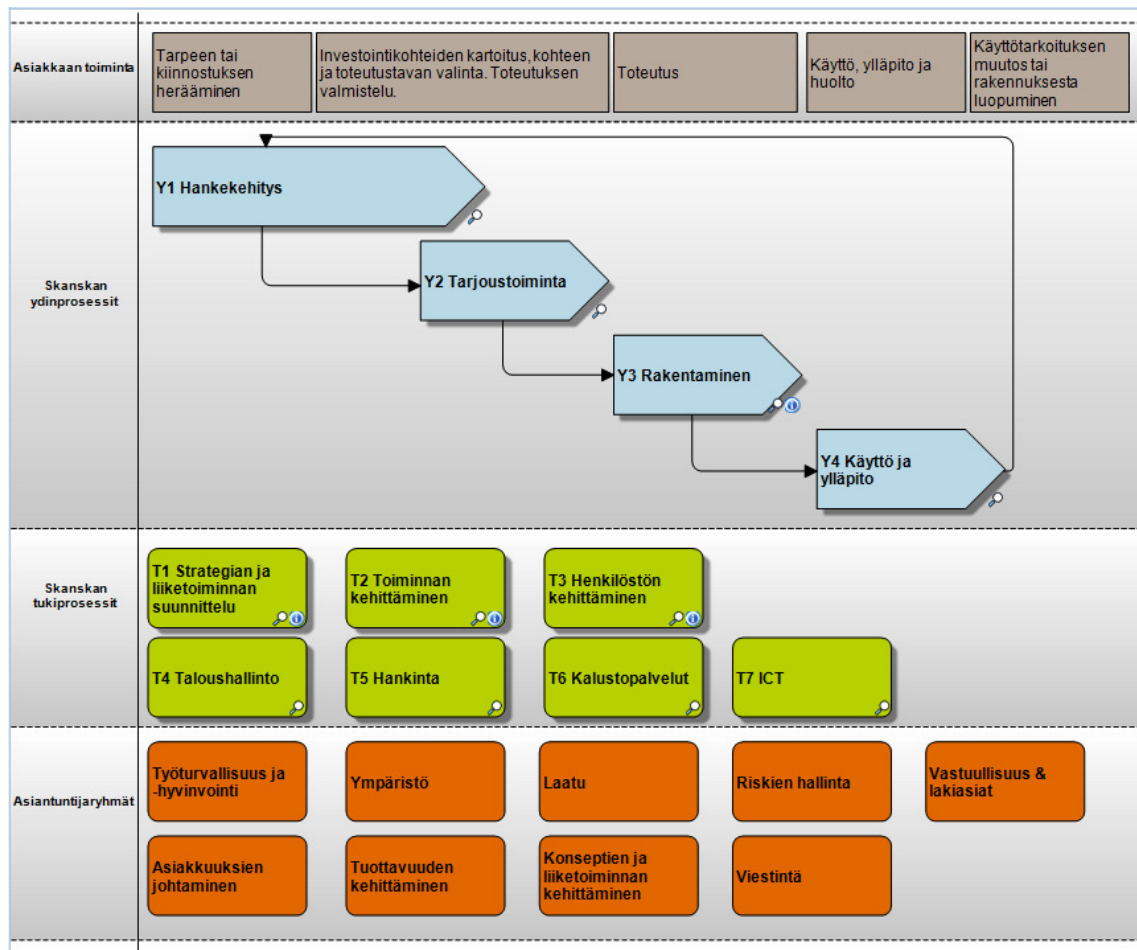 Asiakkaan toiminta
Tarpeen tai
kiinnostuksen
herääminen
Investointikohteiden kartoitus, kohteen
ja toteutustavan valinta. Toteutuksen
valmistelu.
Toteutus
Käyttö, ylläpito ja
huolto
Käyttötarkoituksen
muutos tai
rakennuksesta
luopuminen
Skanskan
ydinprosessit
Y1 Hankekehitys
Y2 Tarjoustoiminta
Y3 Rakentaminen
Y4 Käyttö ja
ylläpito
Skanskan
tukiprosessit
T1 Strategian ja
liiketoiminnan
suunnittelu
T2 Toiminnan
kehittäminen
T3 Henkilöstön
kehittäminen
T4 Taloushallinto
T5 Hankinta
T6 Kalustopalvelut
T7 ICT
Asiantuntijaryhmät
Työturvallisuus ja
-hyvinvointi
Ympäristö
Laatu
Riskien hallinta
Vastuullisuus &
lakiasiat
Asiakkuuksien
johtaminen
Tuottavuuden
kehittäminen
Konseptien ja
liiketoiminnan
kehittäminen
Viestintä